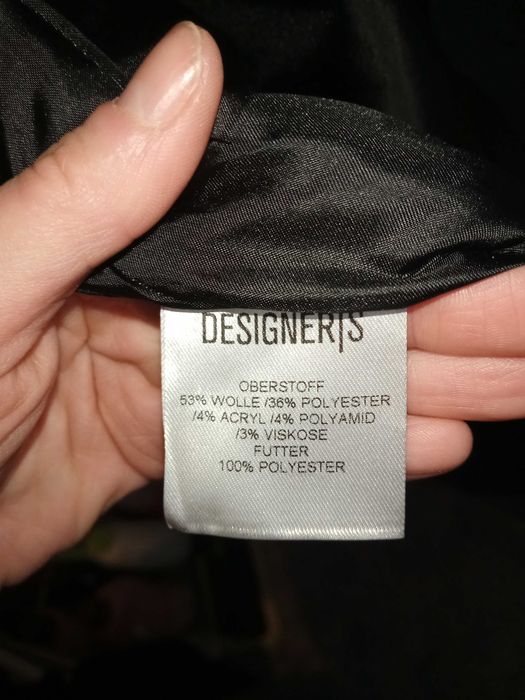 DESIGNER|S
OBERSTOFF
53% WOLLE /36% POLYESTER
/4% ACRYL /4% POLYAMID
/3% VISKOSE
FUTTER
100% POLYESTER